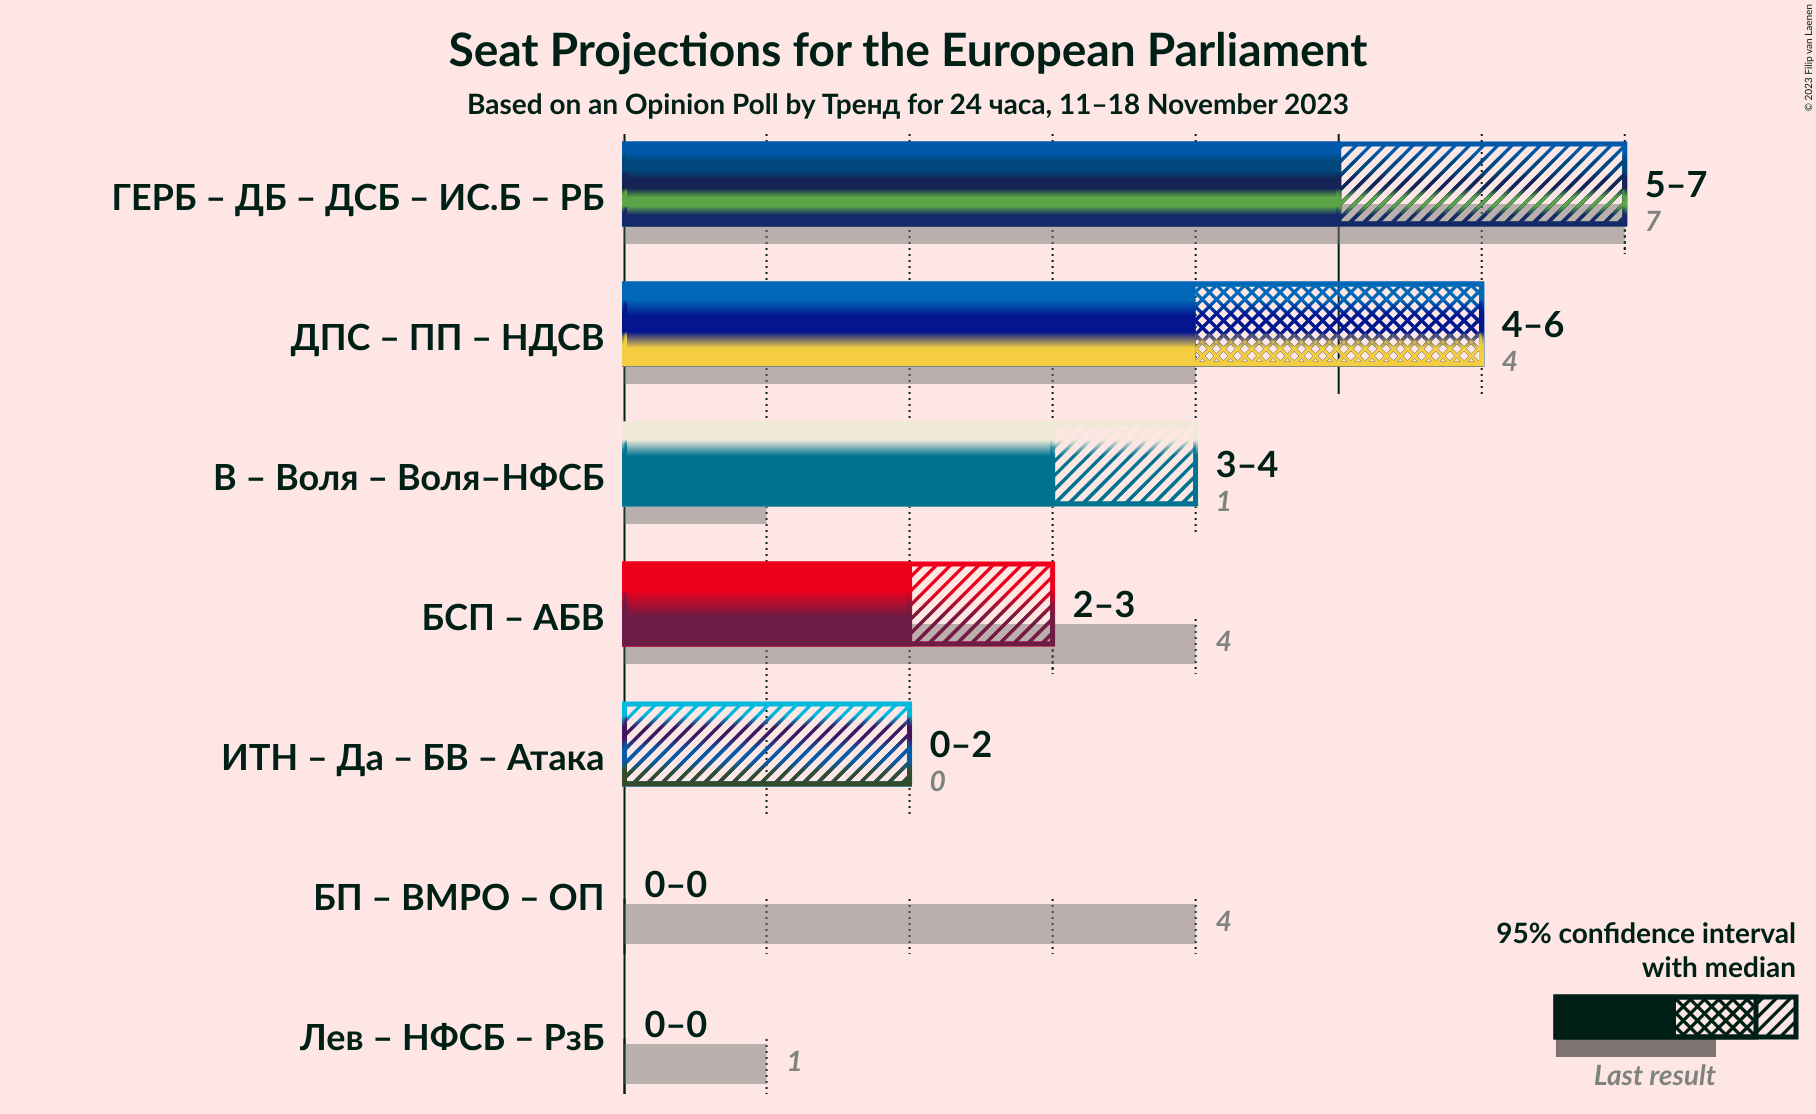 Seat Projections for the European Parliament
Based on an Opinion Poll by Тренд for 24 часа, 11–18 November 2023
© 2023 Filip van Laenen
ГЕРБ – ДБ – ДСБ – ИС.Б – РБ
5–7
7
ДПС – ПП – НДСВ
4–6
4
В – Воля – Воля–НФСБ
3–4
1
БСП – АБВ
2–3
4
ИТН – Да – БВ – Атака
0–2
0
БП – ВМРО – ОП
0–0
4
Лев – НФСБ – РзБ
0–0
1
95% confidence interval
with median
Last result